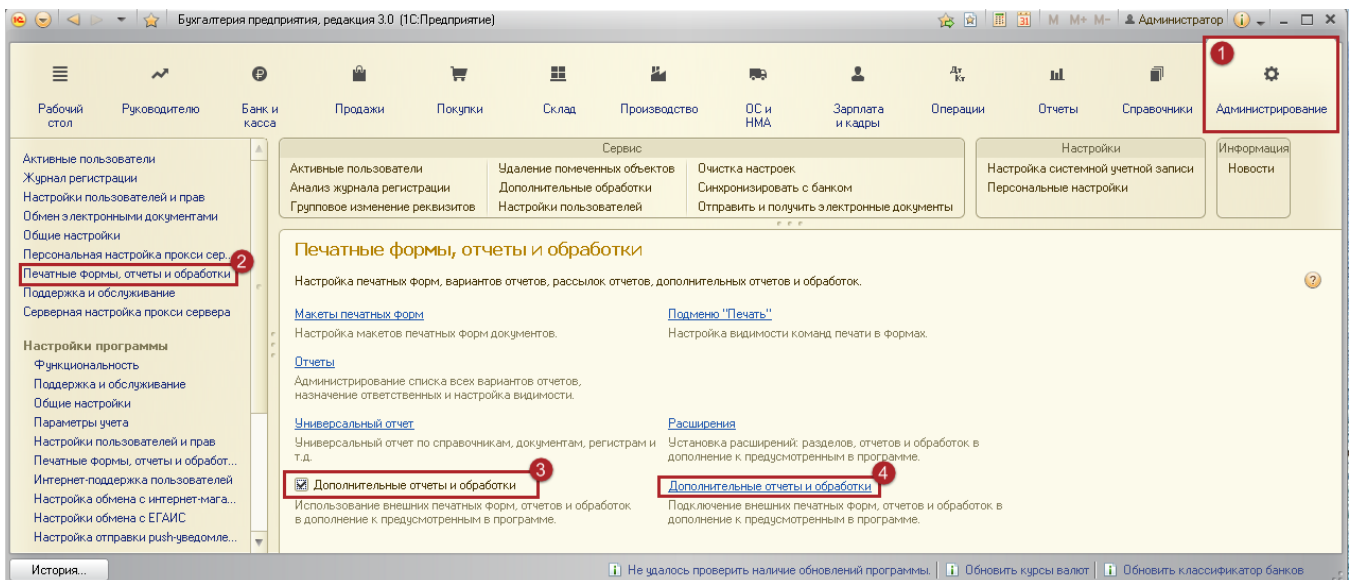 Бухгалтерия предприятия, редакция 3.0 (1С:Предприятие)
M M+ M- Администратор
1
Рабочий стол
Руководителю
Банк и касса
Продажи
Покупки
Склад
Производство
ОС и НМА
Зарплата и кадры
Операции
Отчеты
Справочники
Администрирование
Активные пользователи
Журнал регистрации
Настройки пользователей и прав
Обмен электронными документами
Общие настройки
Персональная настройка прокси сер...
2
Печатные формы, отчеты и обработки
Поддержка и обслуживание
Серверная настройка прокси сервера
Настройки программы
Функциональность
Поддержка и обслуживание
Общие настройки
Параметры учета
Настройки пользователей и прав
Печатные формы, отчеты и обработ...
Интернет-поддержка пользователей
Настройка обмена с интернет-мага...
Настройки обмена с ЕГАИС
Настройка отправки push-уведомле...
Сервис
Активные пользователи
Анализ журнала регистрации
Групповое изменение реквизитов
Удаление помеченных объектов
Дополнительные обработки
Настройки пользователей
Очистка настроек
Синхронизировать с банком
Отправить и получить электронные документы
Настройки
Настройка системной учетной записи
Персональные настройки
Информация
Новости
Печатные формы, отчеты и обработки
Настройка печатных форм, вариантов отчетов, рассылок отчетов, дополнительных отчетов и обработок.
Макеты печатных форм
Настройка макетов печатных форм документов.
Подменю "Печать"
Настройка видимости команд печати в формах.
Отчеты
Администрирование списка всех вариантов отчетов,
назначение ответственных и настройка видимости.
Универсальный отчет
Универсальный отчет по справочникам, документам, регистрам и
т.д.
Расширения
Установка расширений: разделов, отчетов и обработок в
дополнение к предусмотренным в программе.
3
Дополнительные отчеты и обработки
Использование внешних печатных форм, отчетов и обработок
в дополнение к предусмотренным в программе.
4
Дополнительные отчеты и обработки
Подключение внешних печатных форм, отчетов и обработок в
дополнение к предусмотренным в программе.
История...
Не удалось проверить наличие обновлений программы.
Обновить курсы валют
Обновить классификатор банков